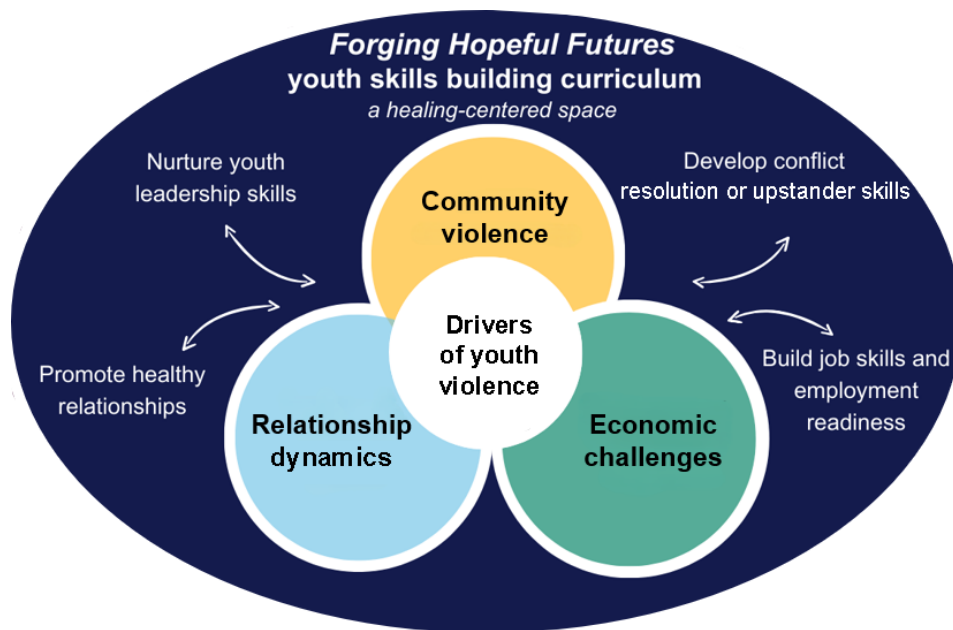 Forging Hopeful Futures
youth skills building curriculum
a healing-centered space
Nurture youth
leadership skills
Develop conflict
resolution or upstander skills
Community
violence
Drivers
of youth
violence
Promote healthy
relationships
Build job skills and
employment
readiness
Relationship
dynamics
Economic
challenges